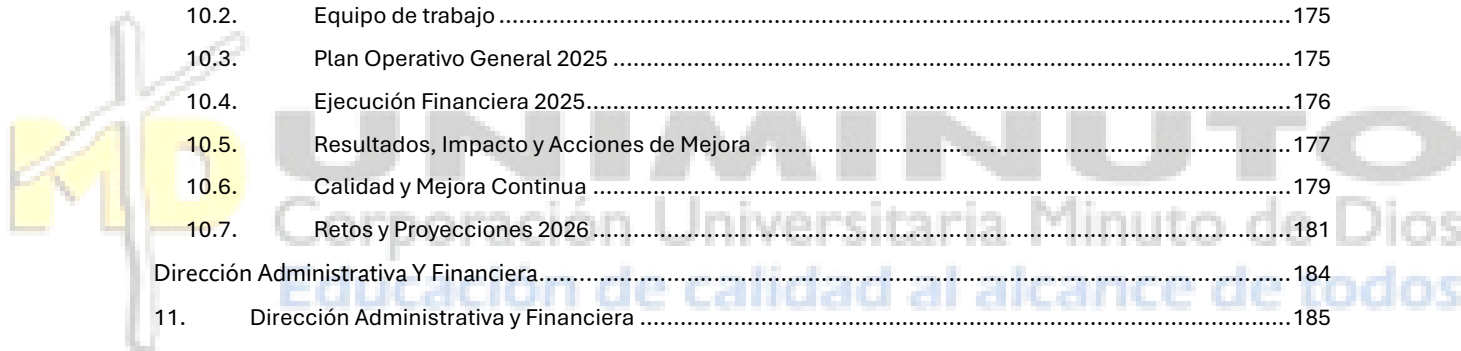 10.2. Equipo de trabajo ........ 175
10.3. Plan Operativo General 2025 ........ 175
10.4. Ejecución Financiera 2025 ........ 176
10.5. Resultados, Impacto y Acciones de Mejora ........ 177
10.6. Calidad y Mejora Continua ........ 179
10.7. Retos y Proyecciones 2026 ........ 181
Dirección Administrativa Y Financiera ........ 184
11. Dirección Administrativa y Financiera ........ 185
MD UNIMINUTO
Corporación Universitaria Minuto de Dios
Educación de calidad al alcance de todos